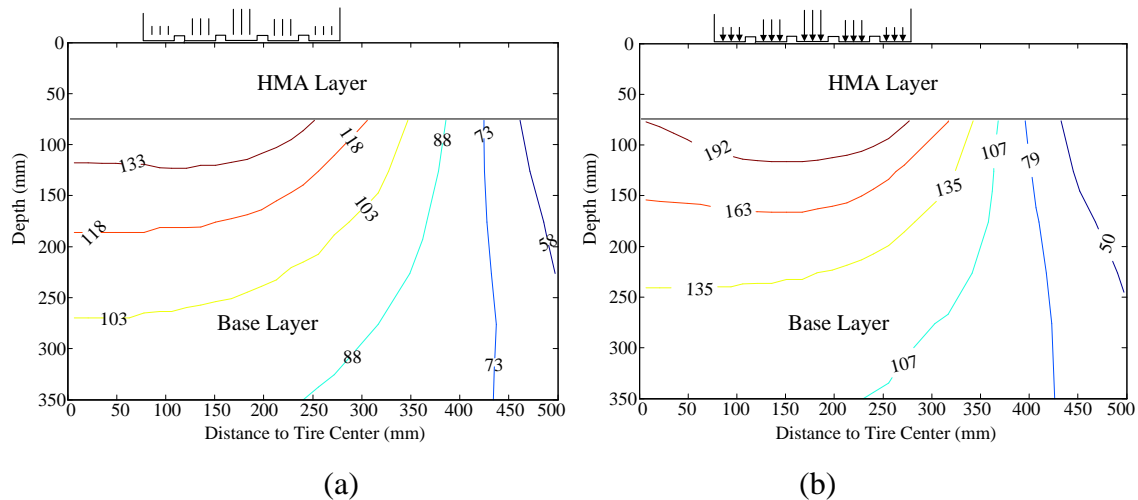 0
50
100
150
200
250
300
350
Depth (mm)
HMA Layer
133
118
118
103
103
88
88
73
73
58
Base Layer
0 50 100 150 200 250 300 350 400 450 500
Distance to Tire Center (mm)
(a)
0
50
100
150
200
250
300
350
Depth (mm)
HMA Layer
192
163
135
135
107
107
79
50
Base Layer
0 50 100 150 200 250 300 350 400 450 500
Distance to Tire Center (mm)
(b)